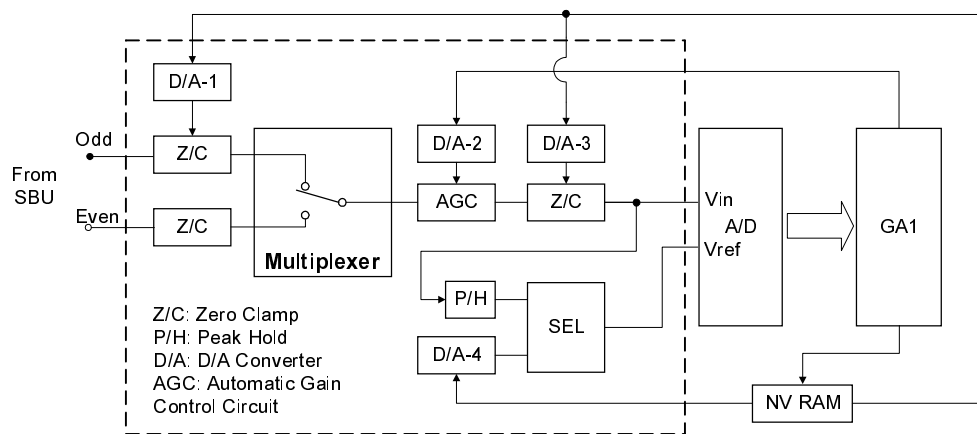 D/A-1
Odd
Z/C
From
SBU
Even
Z/C
Multiplexer
D/A-2
D/A-3
AGC
Z/C
Vin
A/D
Vref
GA1
P/H
SEL
D/A-4
NV RAM
Z/C: Zero Clamp
P/H: Peak Hold
D/A: D/A Converter
AGC: Automatic Gain
Control Circuit